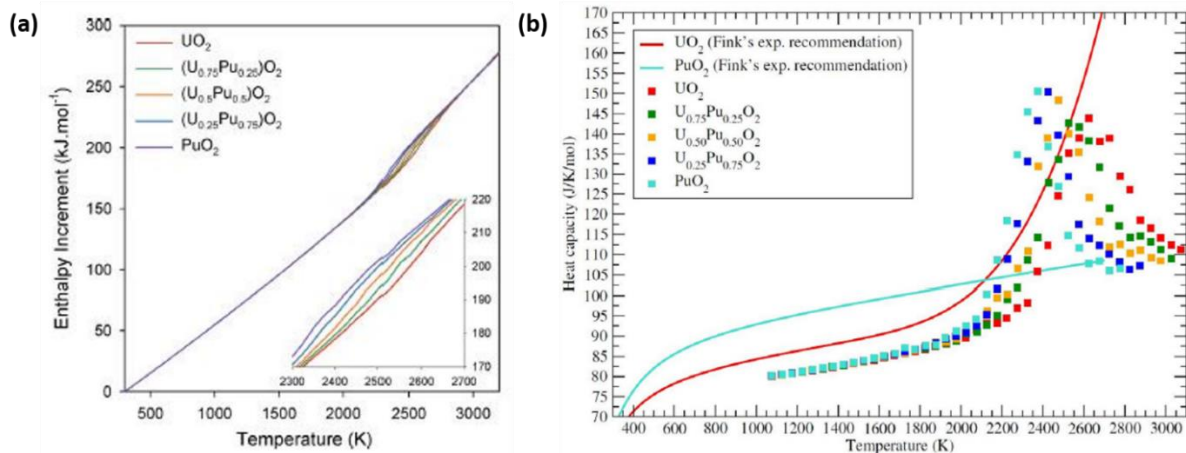 (a)
300
250
200
150
100
50
0
Enthalpy Increment (kJ.mol⁻¹)
UO₂
(U₀.₇₅Pu₀.₂₅)O₂
(U₀.₅Pu₀.₅)O₂
(U₀.₂₅Pu₀.₇₅)O₂
PuO₂
220
210
200
190
180
170
2300 2400 2500 2600 2700
500 1000 1500 2000 2500 3000
Temperature (K)
(b)
170
165
160
155
150
145
140
135
130
125
120
115
110
105
100
95
90
85
80
75
70
Heat capacity (J/K/mol)
UO₂ (Fink's exp. recommendation)
PuO₂ (Fink's exp. recommendation)
UO₂
U₀.₇₅Pu₀.₂₅O₂
U₀.₅₀Pu₀.₅₀O₂
U₀.₂₅Pu₀.₇₅O₂
PuO₂
400 600 800 1000 1200 1400 1600 1800 2000 2200 2400 2600 2800 3000
Temperature (K)